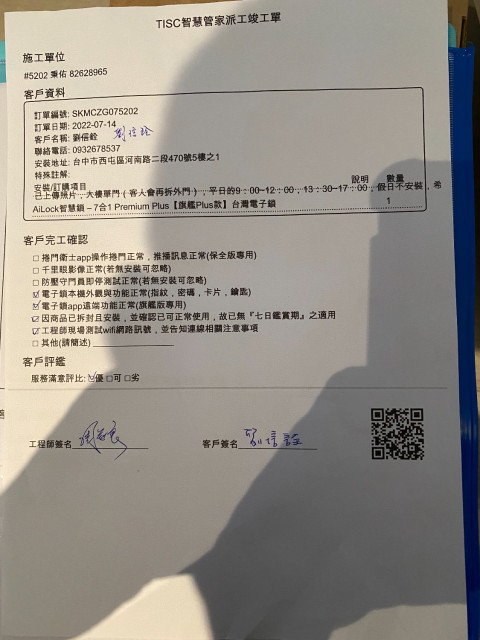 TISC智慧管家派工竣工單
施工單位
#5202 秉佑 82628965
客戶資料
訂單編號: SKMCZG075202
訂單日期: 2022-07-14
客戶名稱: 劉信銓 劉信銓
聯絡電話: 0932678537
安裝地址: 台中市西屯區河南路二段470號5樓之1
特殊註解:
安裝/訂購項目 說明 數量
已上傳照片，大樓單門（客人會再拆外門），平日的9：00~12：00，13：30~17：00，假日不安裝，希
AiLock智慧鎖 – 7合1 Premium Plus【旗艦Plus款】台灣電子鎖 1
客戶完工確認
□ 捲門衛士app操作捲門正常，推播訊息正常(保全版專用)
□ 千里眼影像正常(若無安裝可忽略)
□ 防壓守門員即停測試正常(若無安裝可忽略)
☑ 電子鎖本機外觀與功能正常(指紋，密碼，卡片，鑰匙)
☑ 電子鎖app遠端功能正常(旗艦版專用)
☑ 因商品已拆封且安裝，並確認已可正常使用，故已無『七日鑑賞期』之適用
☑ 工程師現場測試wifi網路訊號，並告知連線相關注意事項
□ 其他(請簡述)
客戶評鑑
服務滿意評比: ☑優 □可 □劣
工程師簽名 客戶簽名 劉信銓